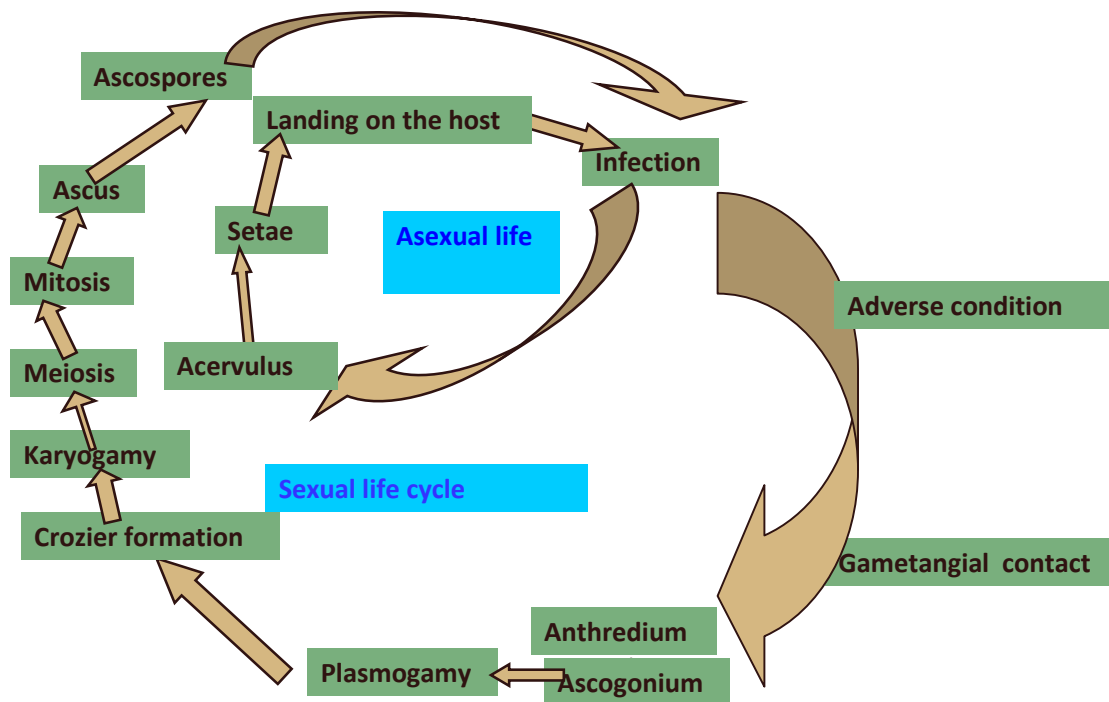 Ascospores
Landing on the host
Infection
Ascus
Setae
Asexual life
Mitosis
Adverse condition
Acervulus
Meiosis
Karyogamy
Sexual life cycle
Crozier formation
Gametangial contact
Anthredium
Plasmogamy
Ascogonium